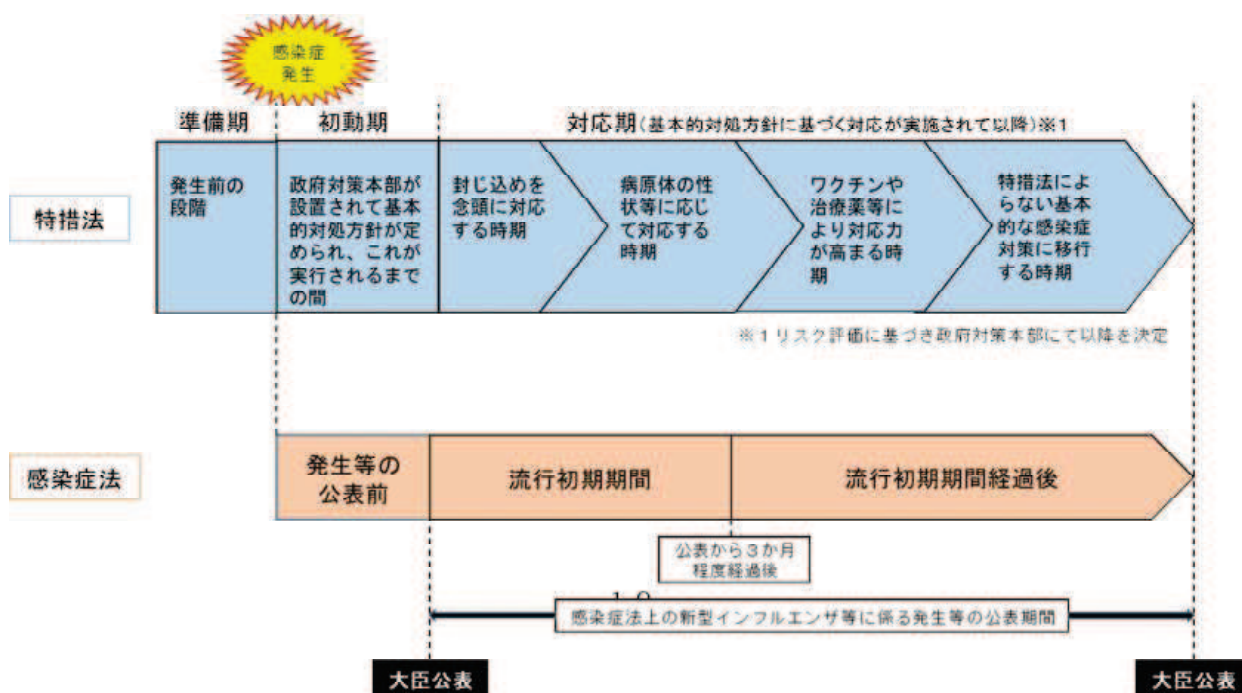 感染症
発生
準備期
初動期
対応期(基本的対処方針に基づく対応が実施されて以降)※1
特措法
発生前の
段階
政府対策本部が
設置されて基本
的対処方針が定
められ、これが
実行されるまで
の間
封じ込めを
念頭に対応
する時期
病原体の性
状等に応じ
て対応する
時期
ワクチンや
治療薬等に
より対応力
が高まる時
期
特措法によ
らない基本
的な感染症
対策に移行
する時期
※1リスク評価に基づき政府対策本部にて以降を決定
感染症法
発生等の
公表前
流行初期期間
流行初期期間経過後
公表から3か月
程度経過後
感染症法上の新型インフルエンザ等に係る発生等の公表期間
大臣公表
大臣公表